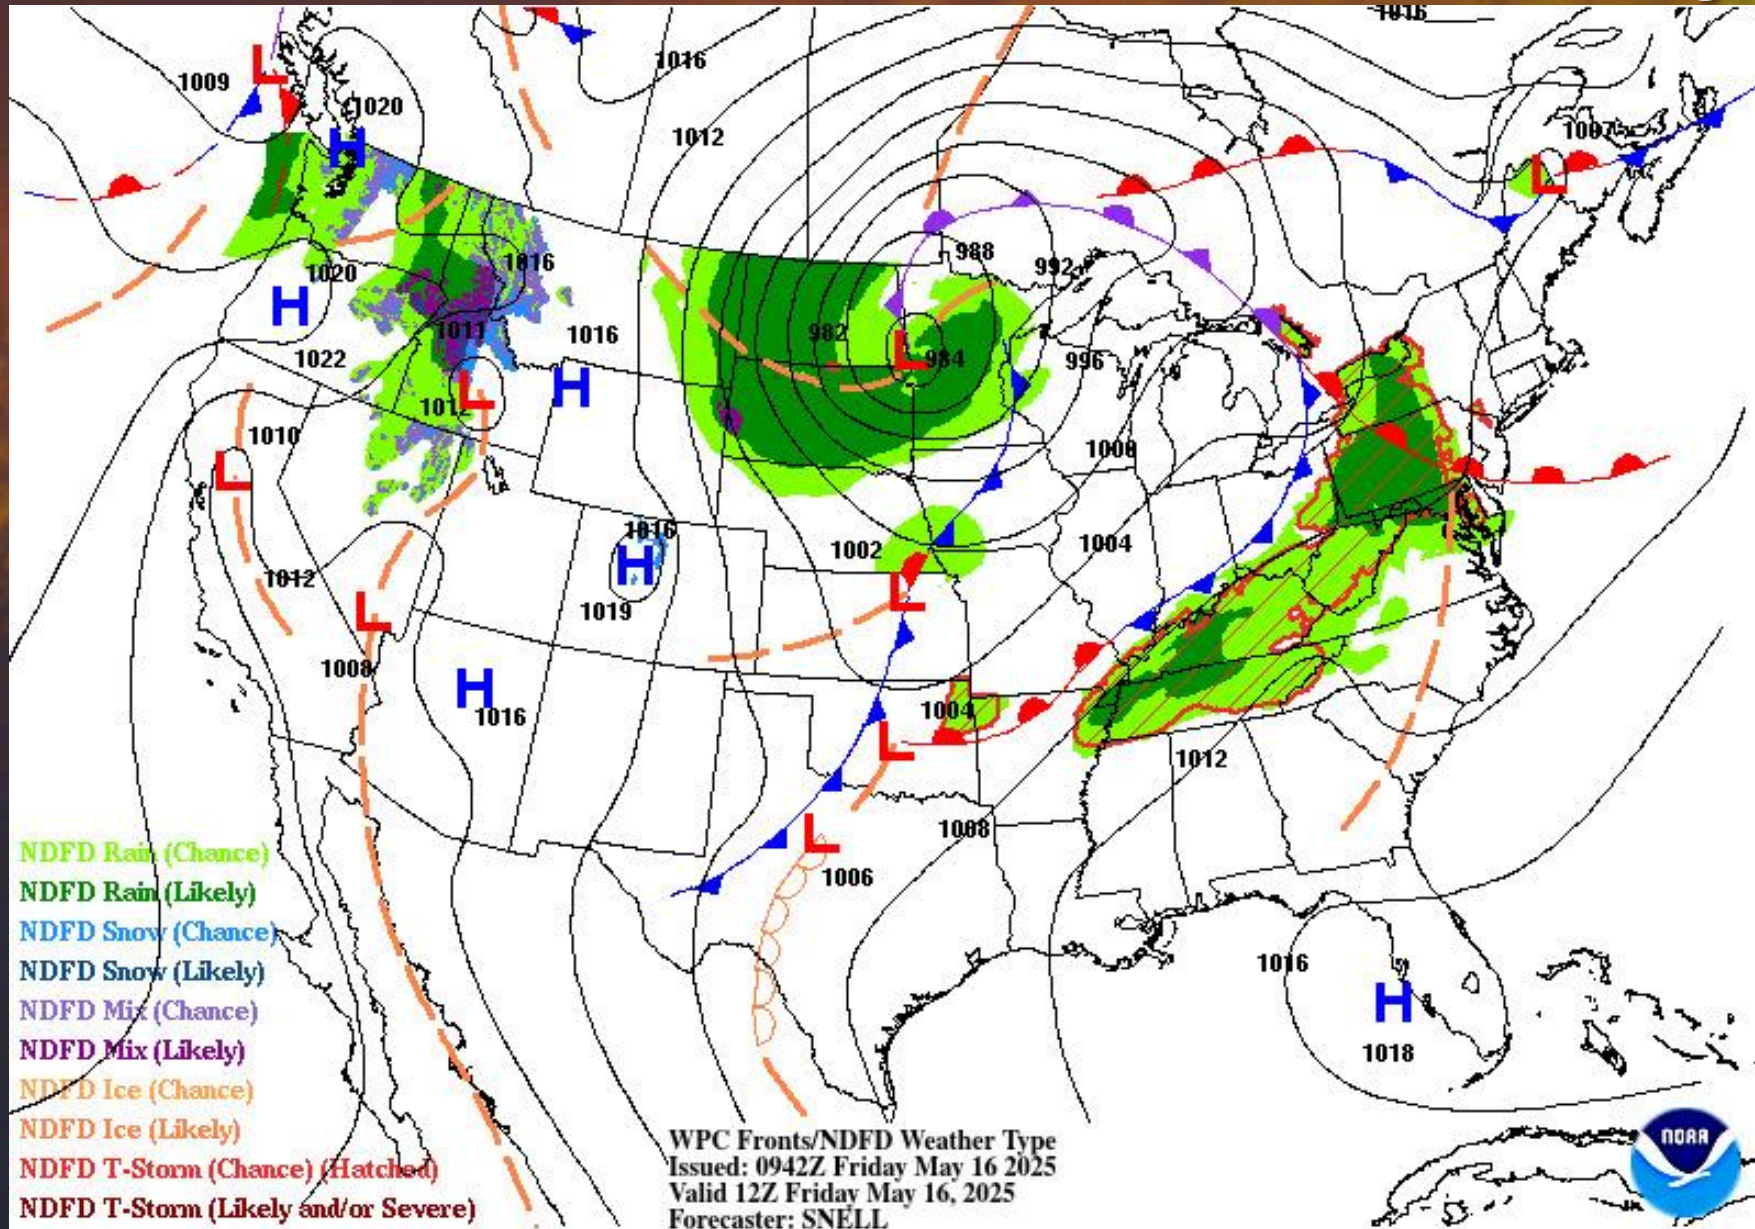 1016
1009
1016
1020
1007
1012
988
992
1020
1016
1011
982
984
996
1016
1022
1012
1010
1000
1016
1002
1004
1012
1019
1008
1016
1004
1012
1008
1006
1016
1018
H
H
H
H
H
H
L
L
L
L
L
L
L
L
L
NDFD Rain (Chance)
NDFD Rain (Likely)
NDFD Snow (Chance)
NDFD Snow (Likely)
NDFD Mix (Chance)
NDFD Mix (Likely)
NDFD Ice (Chance)
NDFD Ice (Likely)
NDFD T-Storm (Chance) (Hatched)
NDFD T-Storm (Likely and/or Severe)
WPC Fronts/NDFD Weather Type
Issued: 0942Z Friday May 16 2025
Valid 12Z Friday May 16, 2025
Forecaster: SNELL
NOAA